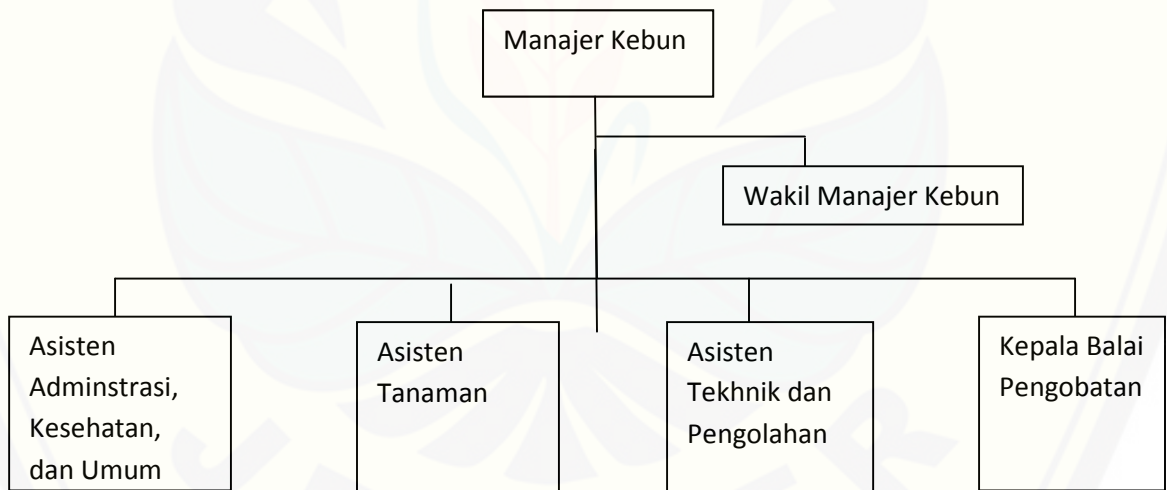 Manajer Kebun
Wakil Manajer Kebun
Asisten
Adminstrasi,
Kesehatan,
dan Umum
Asisten
Tanaman
Asisten
Tekhnik dan
Pengolahan
Kepala Balai
Pengobatan